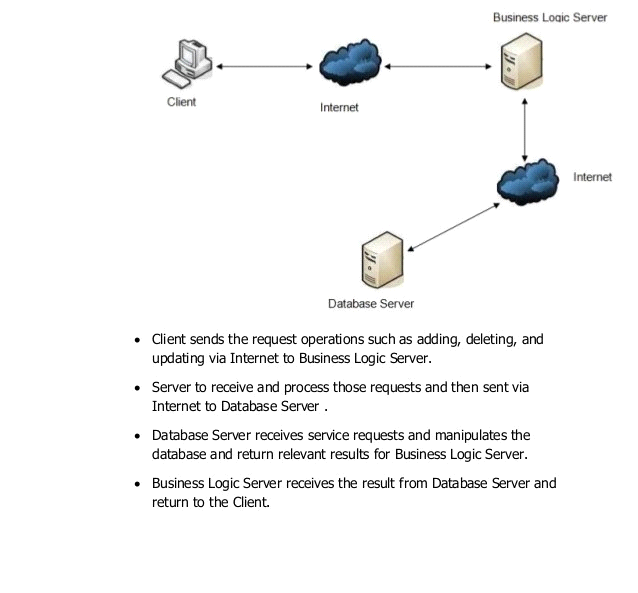 Business Logic Server
Client
Internet
Internet
Database Server
• Client sends the request operations such as adding, deleting, and
updating via Internet to Business Logic Server.
• Server to receive and process those requests and then sent via
Internet to Database Server .
• Database Server receives service requests and manipulates the
database and return relevant results for Business Logic Server.
• Business Logic Server receives the result from Database Server and
return to the Client.